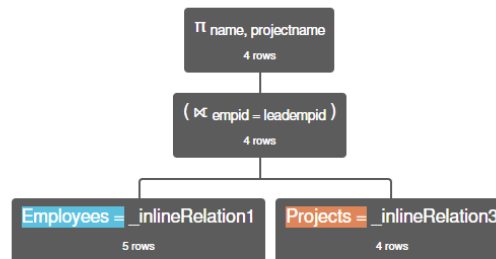 π name, projectname
4 rows
( ⟖ empid = leadempid )
4 rows
Employees = _inlineRelation1
5 rows
Projects = _inlineRelation3
4 rows